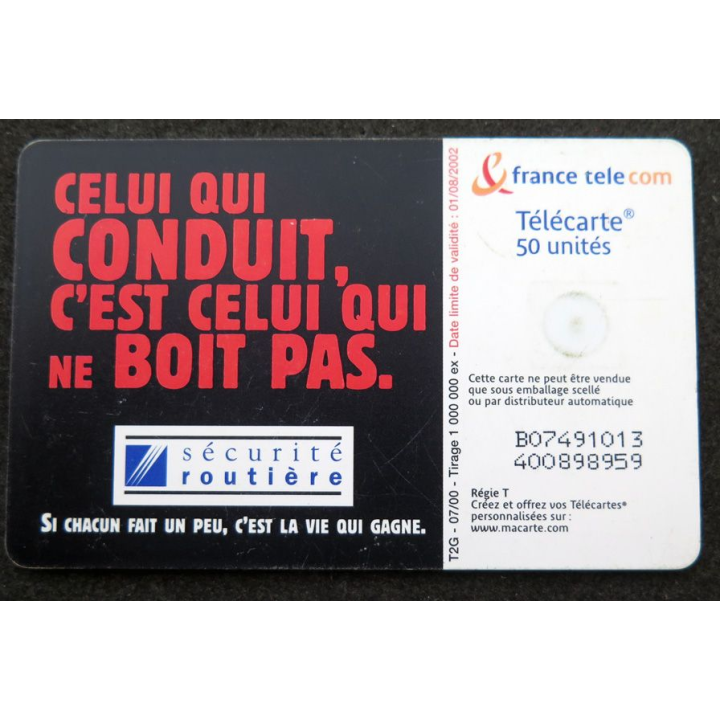 CELUI QUI
CONDUIT,
C'EST CELUI QUI
NE BOIT PAS.
sécurité
routière
SI CHACUN FAIT UN PEU, C'EST LA VIE QUI GAGNE.
T2G - 07/00 - Tirage 1 000 000 ex - Date limite de validité : 01/08/2002
france telecom
Télécarte®
50 unités
Cette carte ne peut être vendue
que sous emballage scellé
ou par distributeur automatique
B07491013
400898959
Régie T
Créez et offrez vos Télécartes®
personnalisées sur :
www.macarte.com